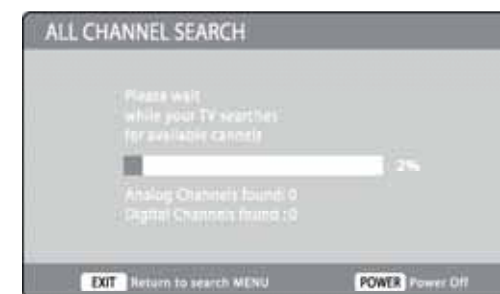 ALL CHANNEL SEARCH
Please wait
while your TV searches
for available cannels
2%
Analog Channels found: 0
Digital Channels found :0
EXIT Return to search MENU POWER Power Off